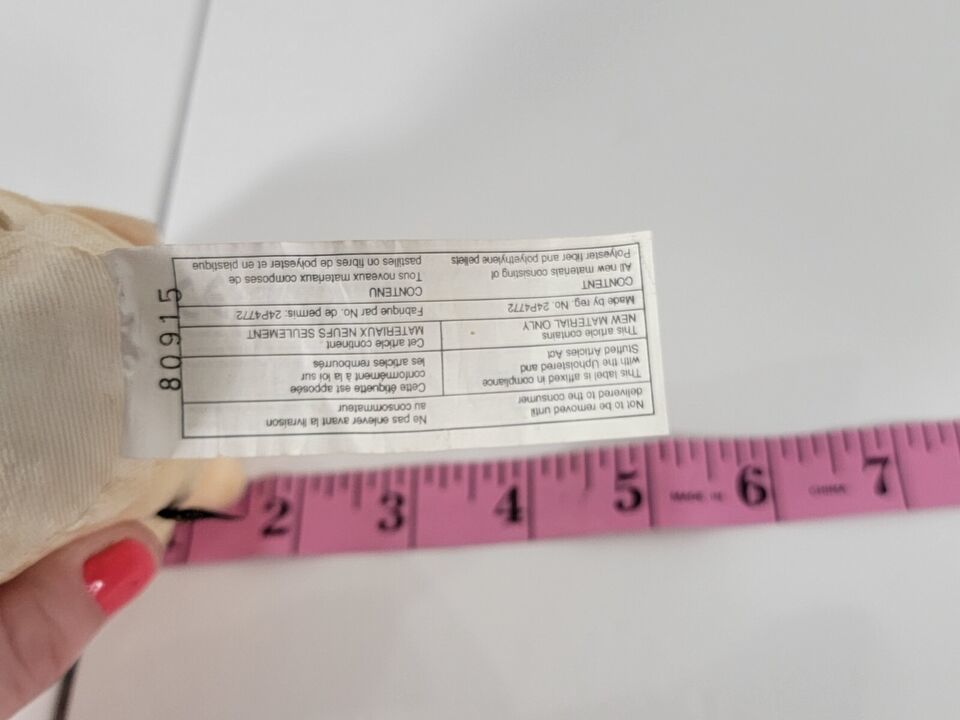 Not to be removed until
delivered to the consumer
Ne pas enlever avant la livraison
au consommateur
This label is affixed in compliance
with the Upholstered and
Stuffed Articles Act
Cette étiquette est apposée
conformément à la loi sur
les articles rembourrés
This article contains
NEW MATERIAL ONLY
Cet article contient
MATERIAUX NEUFS SEULEMENT
Made by reg. No. 24P4772
Fabrique par No. de permis: 24P4772
CONTENT
All new materials consisting of
Polyester fiber and polyethylene pellets
CONTENU
Tous noveaux materiaux composes de
pastilles on fibres de polyester et en plastique
80915
2 3 4 5 MADE IN 6 CHINA 7